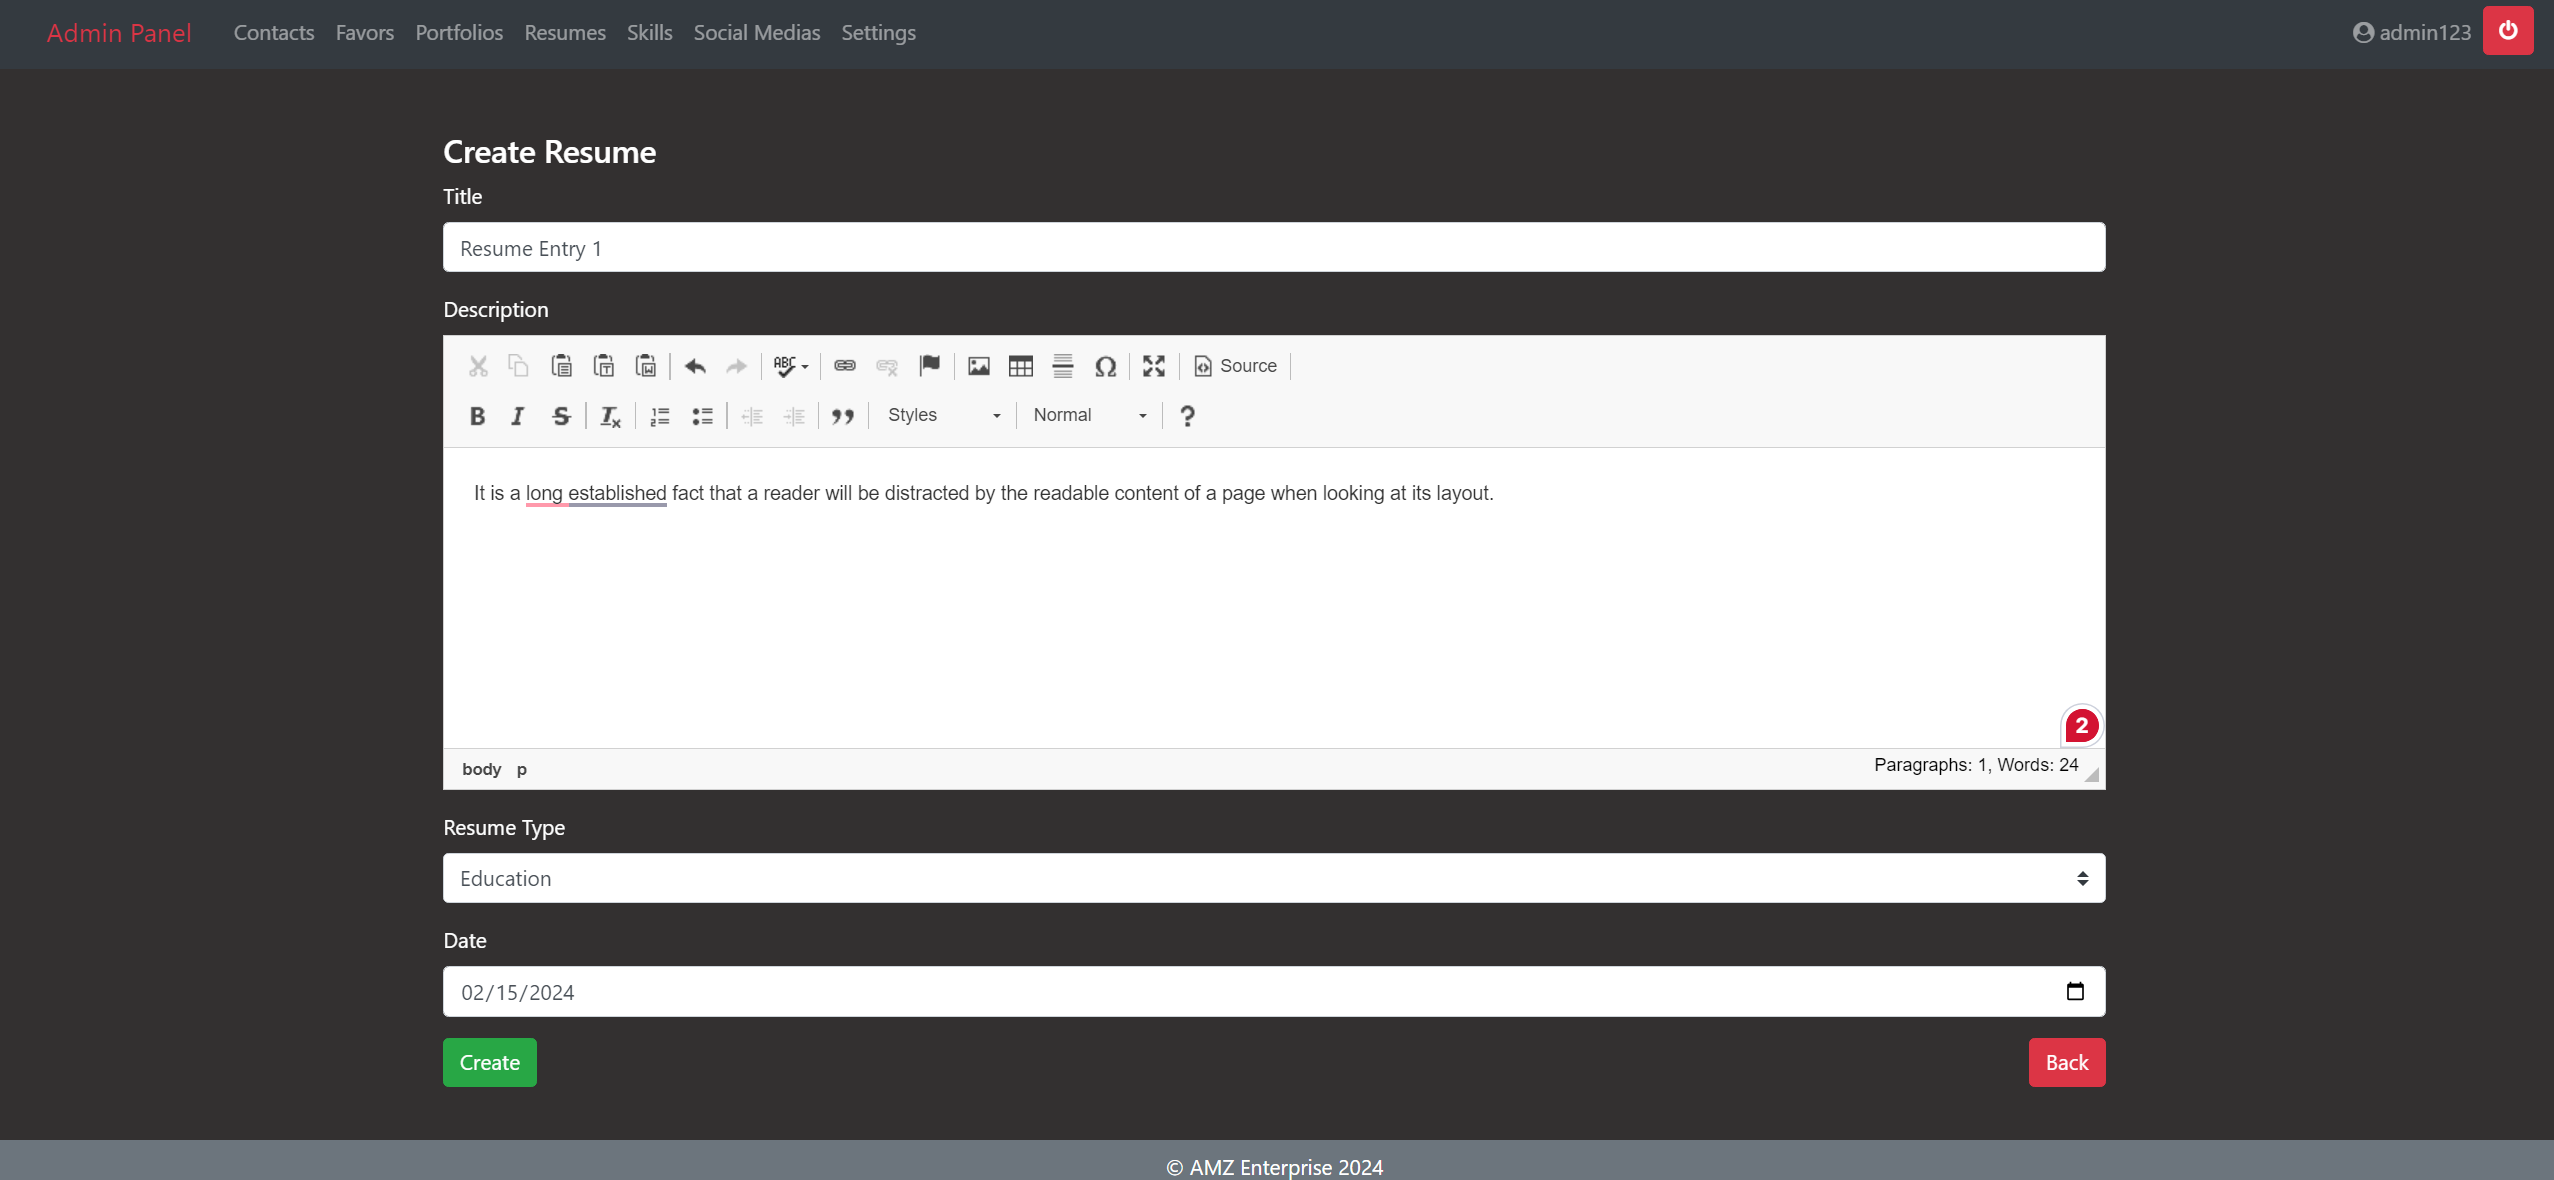 Admin Panel Contacts Favors Portfolios Resumes Skills Social Medias Settings admin123
Create Resume
Title
Resume Entry 1
Description
ABC Source
B I S Tx Styles Normal ?
It is a long established fact that a reader will be distracted by the readable content of a page when looking at its layout.
2
body p Paragraphs: 1, Words: 24
Resume Type
Education
Date
02/15/2024
Create Back
© AMZ Enterprise 2024